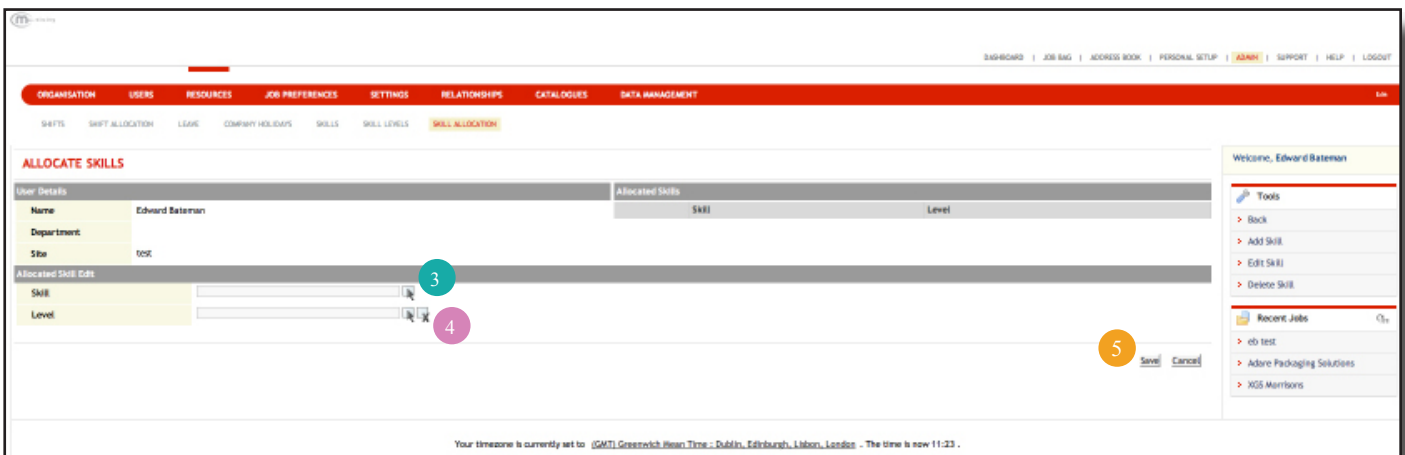 DASHBOARD | JOB BAG | ADDRESS BOOK | PERSONAL SETUP | ADMIN | SUPPORT | HELP | LOGOUT
ORGANISATION USERS RESOURCES JOB PREFERENCES SETTINGS RELATIONSHIPS CATALOGUES DATA MANAGEMENT
SHIFTS SHIFT ALLOCATION LEAVE COMPANY HOLIDAYS SKILLS SKILL LEVELS SKILL ALLOCATION
ALLOCATE SKILLS
User Details
Name Edward Bateman
Department
Site test
Allocated Skills
Skill Level
Allocated Skill Edit
Skill
3
Level
4
5
Save Cancel
Welcome, Edward Bateman
Tools
> Back
> Add Skill
> Edit Skill
> Delete Skill
Recent Jobs
> eb test
> Adare Packaging Solutions
> XGS Morrisons
Your timezone is currently set to (GMT) Greenwich Mean Time : Dublin, Edinburgh, Lisbon, London . The time is now 11:23 .